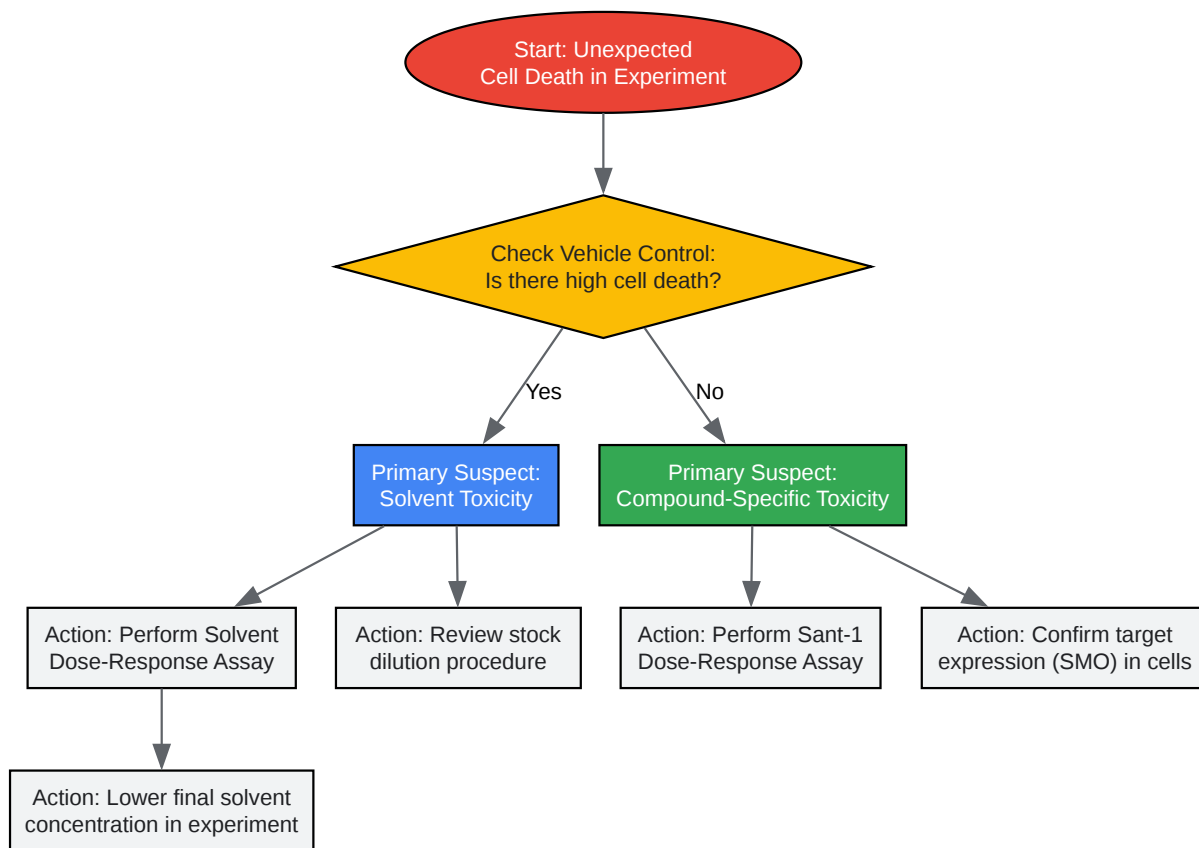 Start: Unexpected
Cell Death in Experiment
Check Vehicle Control:
Is there high cell death?
Yes
No
Primary Suspect:
Solvent Toxicity
Primary Suspect:
Compound-Specific Toxicity
Action: Perform Solvent
Dose-Response Assay
Action: Review stock
dilution procedure
Action: Perform Sant-1
Dose-Response Assay
Action: Confirm target
expression (SMO) in cells
Action: Lower final solvent
concentration in experiment